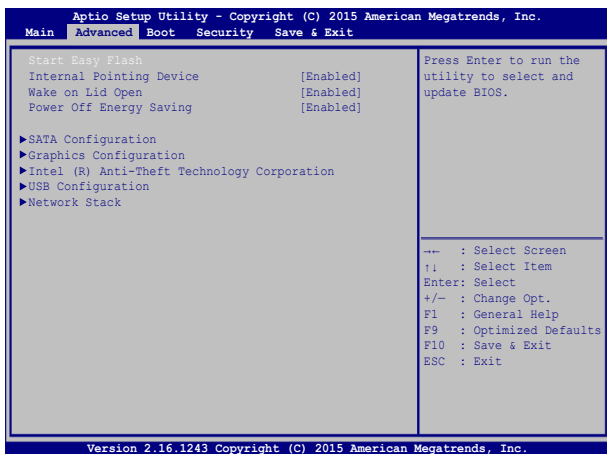 Aptio Setup Utility - Copyright (C) 2015 American Megatrends, Inc.
Main Advanced Boot Security Save & Exit
Start Easy Flash
Internal Pointing Device [Enabled]
Wake on Lid Open [Enabled]
Power Off Energy Saving [Enabled]
▶SATA Configuration
▶Graphics Configuration
▶Intel (R) Anti-Theft Technology Corporation
▶USB Configuration
▶Network Stack
Press Enter to run the
utility to select and
update BIOS.
→← : Select Screen
↑↓ : Select Item
Enter: Select
+/— : Change Opt.
F1 : General Help
F9 : Optimized Defaults
F10 : Save & Exit
ESC : Exit
Version 2.16.1243 Copyright (C) 2015 American Megatrends, Inc.